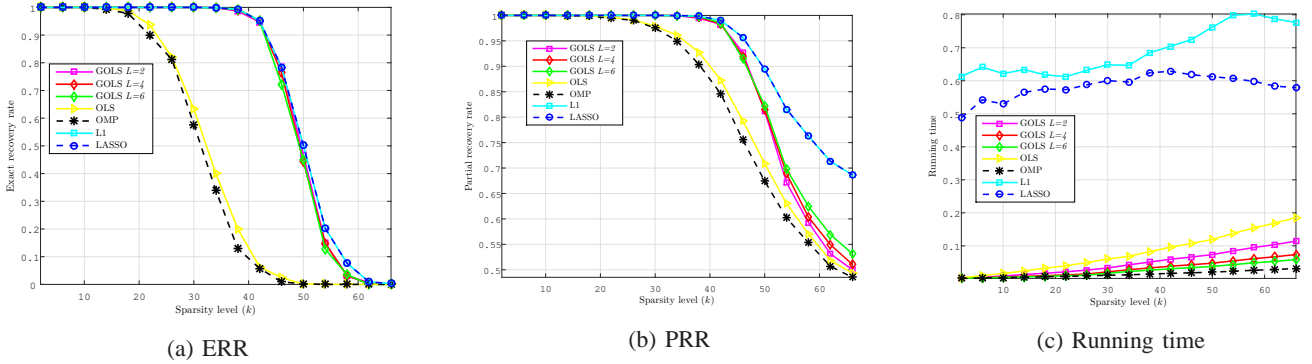 Exact recovery rate
1
0.9
0.8
0.7
0.6
0.5
0.4
0.3
0.2
0.1
0
GOLS L=2
GOLS L=4
GOLS L=6
OLS
OMP
L1
LASSO
10 20 30 40 50 60
Sparsity level (k)
(a) ERR
Partial recovery rate
1
0.95
0.9
0.85
0.8
0.75
0.7
0.65
0.6
0.55
0.5
GOLS L=2
GOLS L=4
GOLS L=6
OLS
OMP
L1
LASSO
10 20 30 40 50 60
Sparsity level (k)
(b) PRR
Running time
0.8
0.7
0.6
0.5
0.4
0.3
0.2
0.1
0
GOLS L=2
GOLS L=4
GOLS L=6
OLS
OMP
L1
LASSO
10 20 30 40 50 60
Sparsity level (k)
(c) Running time